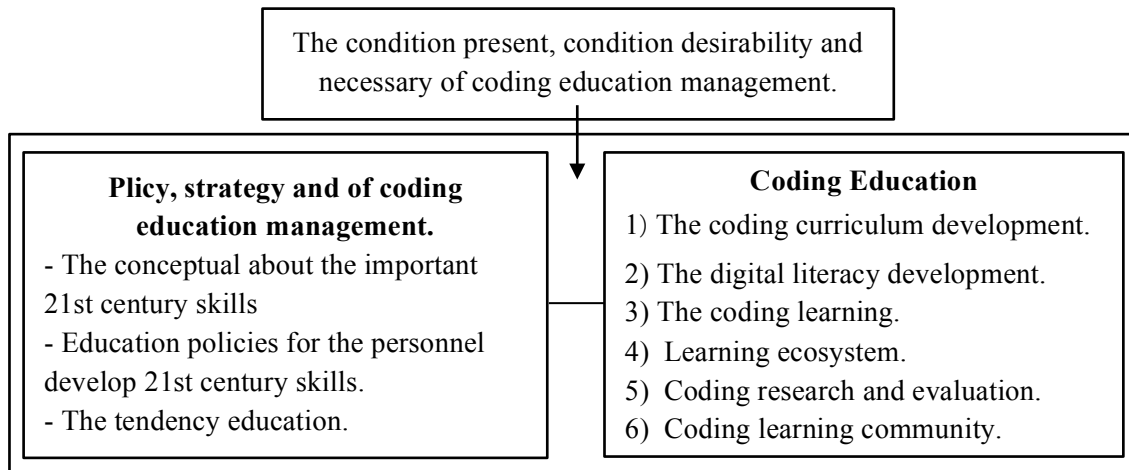 The condition present, condition desirability and
necessary of coding education management.
Plicy, strategy and of coding
education management.
- The conceptual about the important
21st century skills
- Education policies for the personnel
develop 21st century skills.
- The tendency education.
Coding Education
1) The coding curriculum development.
2) The digital literacy development.
3) The coding learning.
4) Learning ecosystem.
5) Coding research and evaluation.
6) Coding learning community.